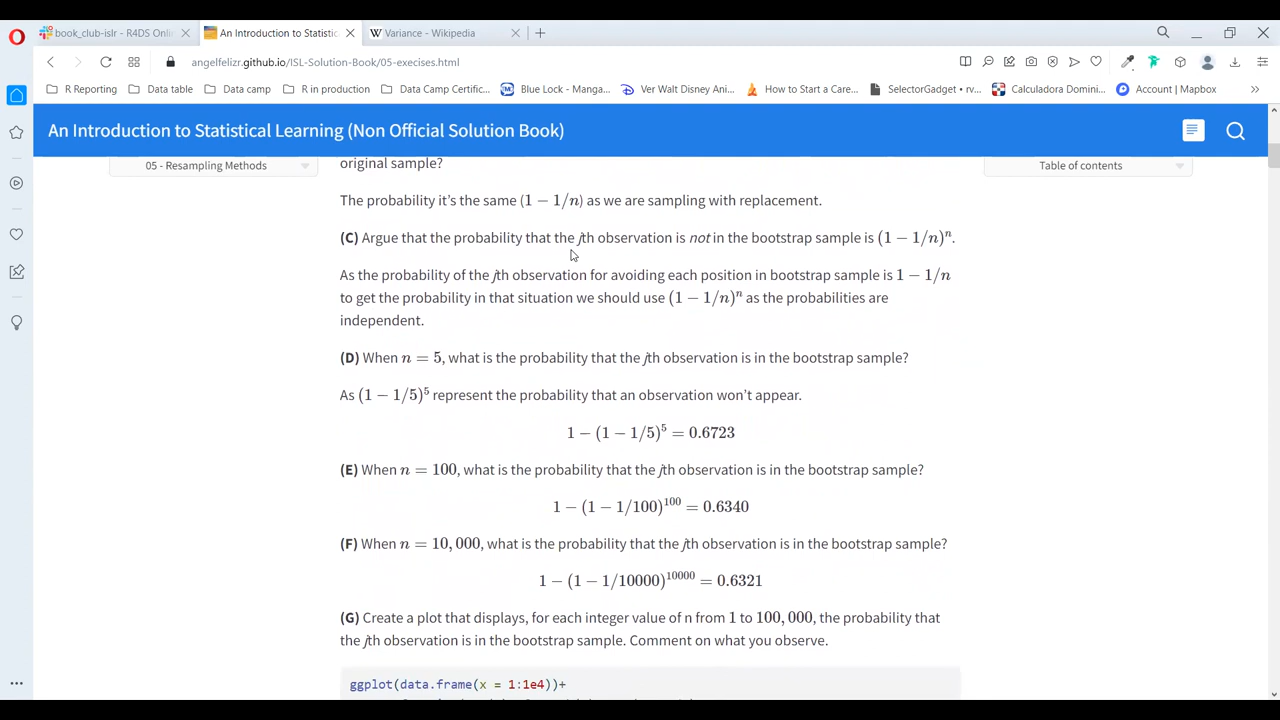 book_club-islr - R4DS Onli
An Introduction to Statistic
W Variance - Wikipedia
angelfelizr.github.io/ISL-Solution-Book/05-execises.html
R Reporting
Data table
Data camp
R in production
Data Camp Certific...
Blue Lock - Manga...
Ver Walt Disney Ani...
How to Start a Care...
SelectorGadget • rv...
Calculadora Domini...
Account | Mapbox
An Introduction to Statistical Learning (Non Official Solution Book)
05 - Resampling Methods
Table of contents
original sample?
The probability it's the same (1 − 1/n) as we are sampling with replacement.
(C) Argue that the probability that the jth observation is not in the bootstrap sample is (1 − 1/n)ⁿ.
As the probability of the jth observation for avoiding each position in bootstrap sample is 1 − 1/n
to get the probability in that situation we should use (1 − 1/n)ⁿ as the probabilities are
independent.
(D) When n = 5, what is the probability that the jth observation is in the bootstrap sample?
As (1 − 1/5)⁵ represent the probability that an observation won't appear.
1 − (1 − 1/5)⁵ = 0.6723
(E) When n = 100, what is the probability that the jth observation is in the bootstrap sample?
1 − (1 − 1/100)¹⁰⁰ = 0.6340
(F) When n = 10,000, what is the probability that the jth observation is in the bootstrap sample?
1 − (1 − 1/10000)¹⁰⁰⁰⁰ = 0.6321
(G) Create a plot that displays, for each integer value of n from 1 to 100,000, the probability that
the jth observation is in the bootstrap sample. Comment on what you observe.
ggplot(data.frame(x = 1:1e4))+